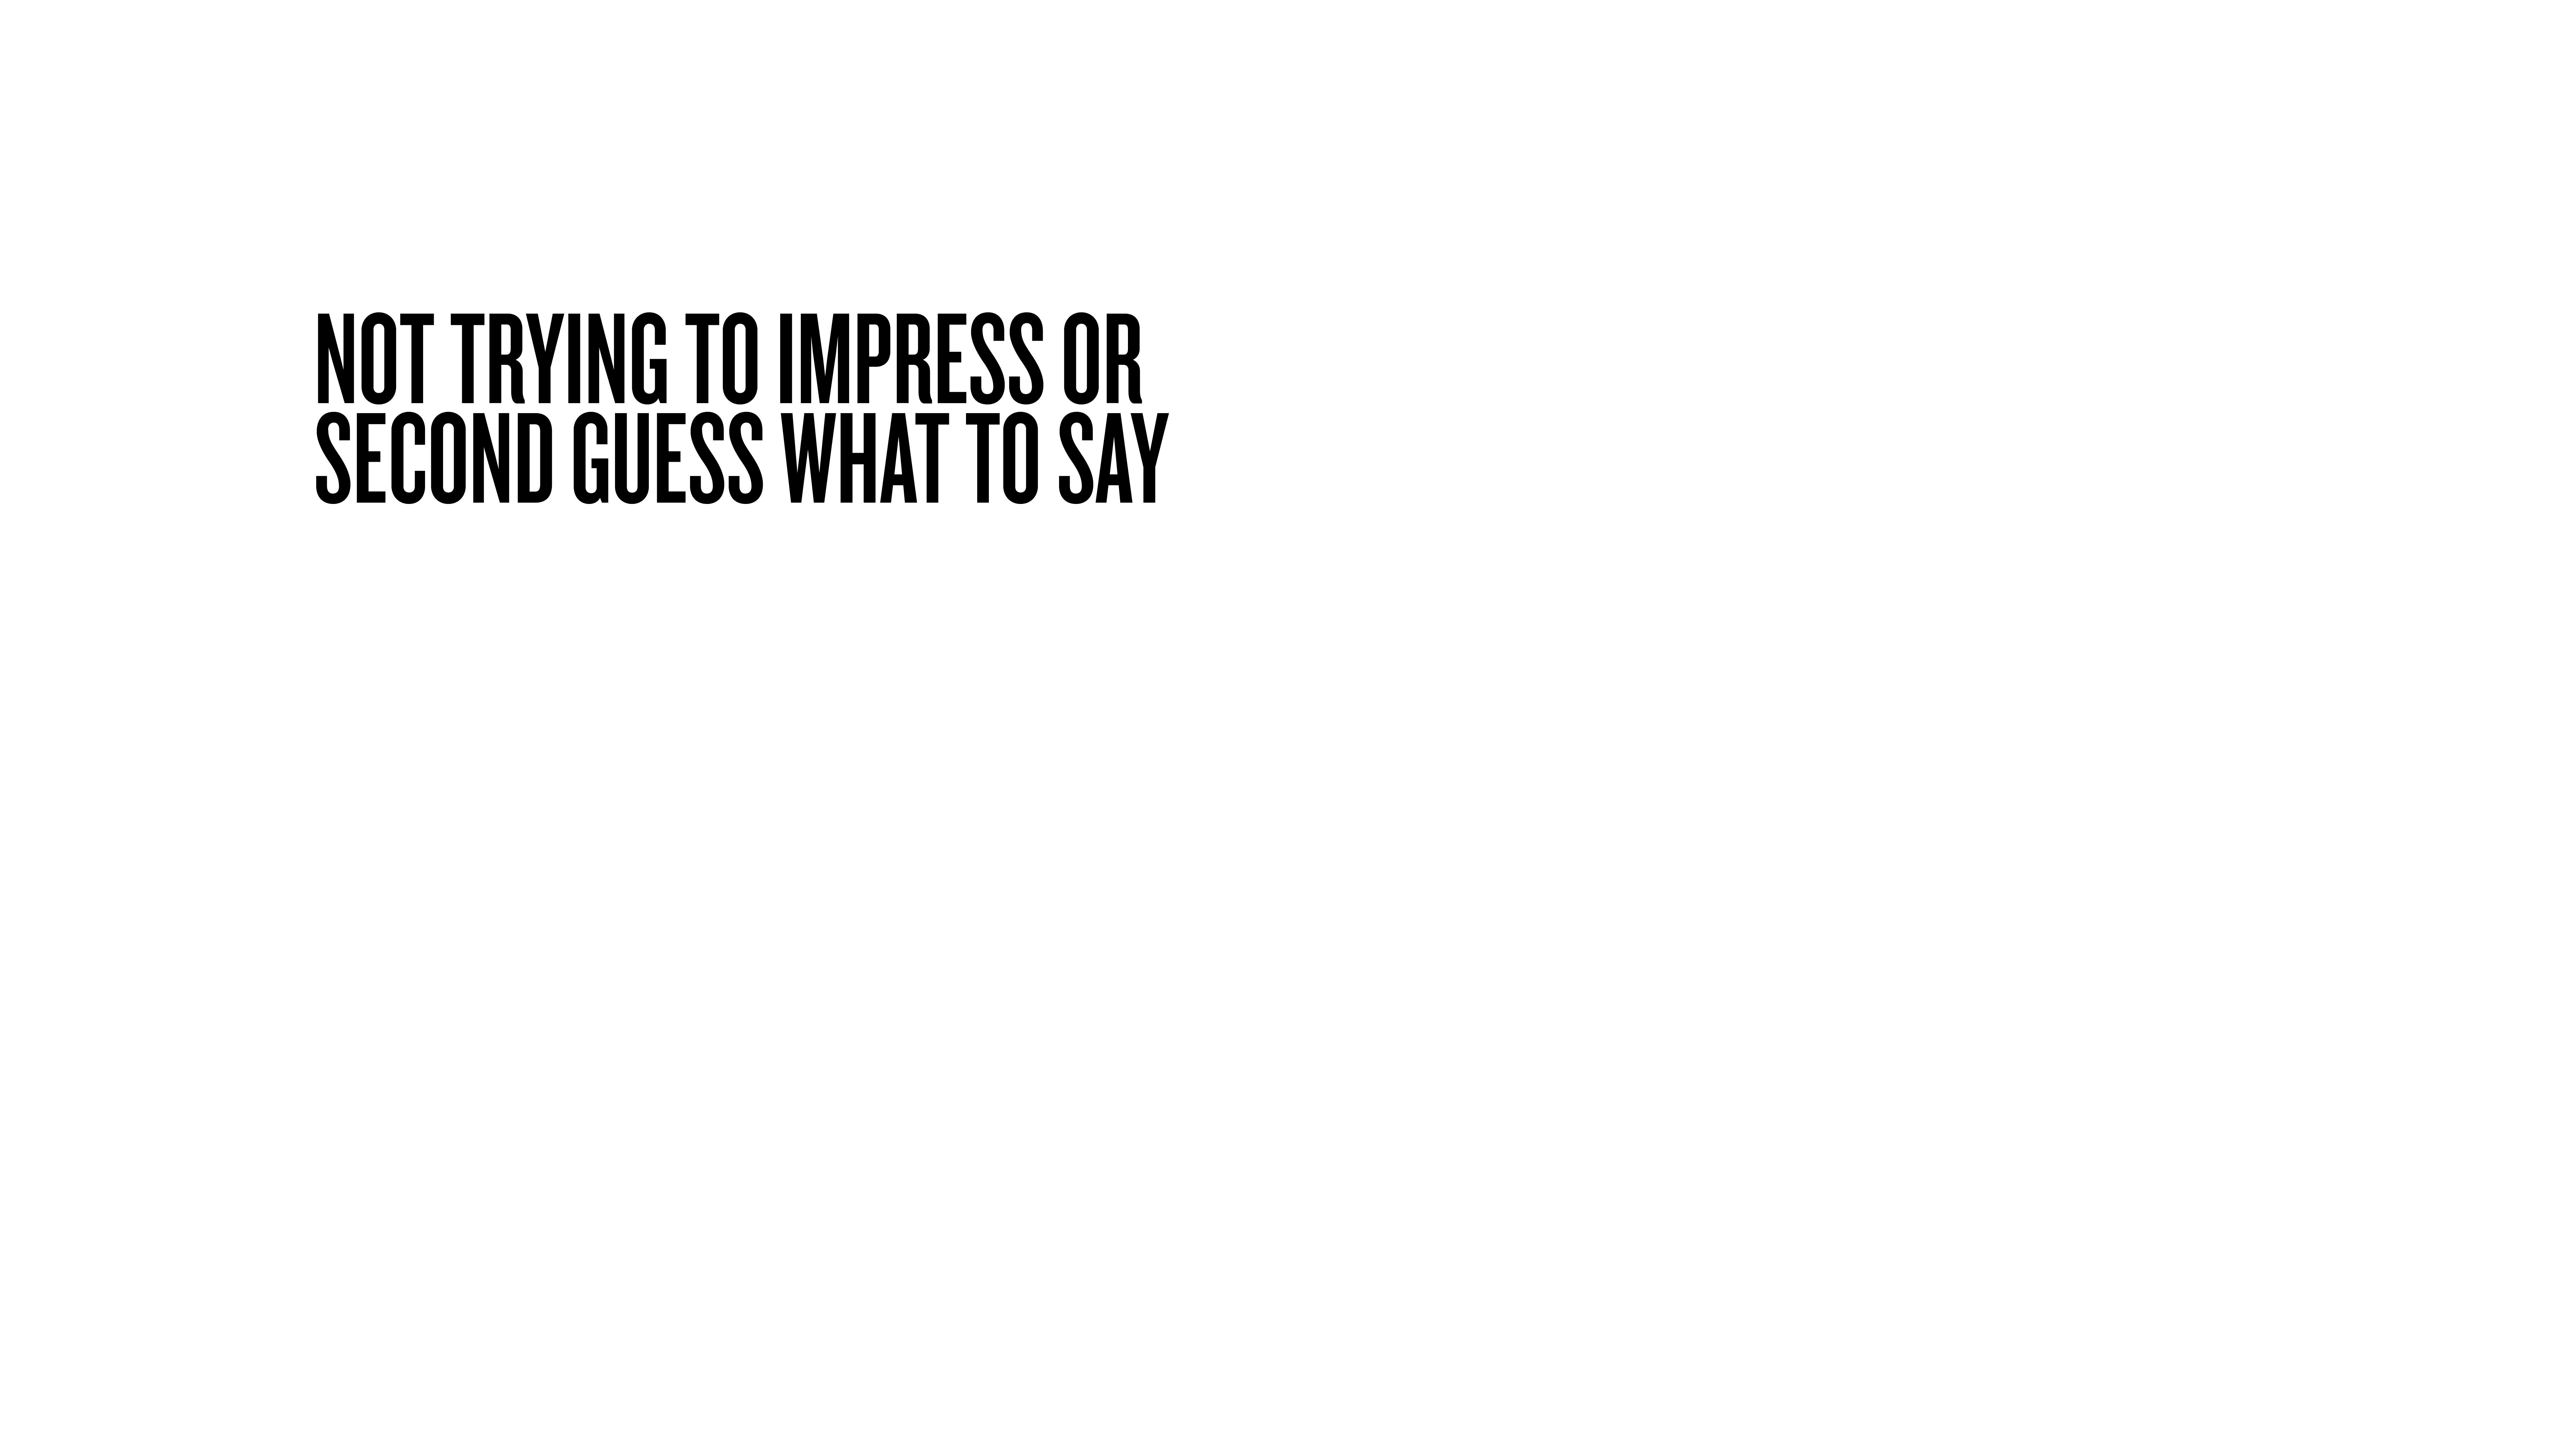 NOT TRYING TO IMPRESS OR
SECOND GUESS WHAT TO SAY